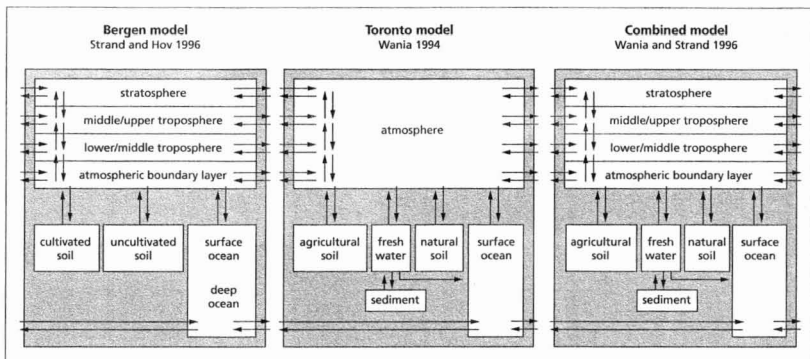 Bergen model
Strand and Hov 1996
stratosphere
middle/upper troposphere
lower/middle troposphere
atmospheric boundary layer
cultivated
soil
uncultivated
soil
surface
ocean
deep
ocean
Toronto model
Wania 1994
atmosphere
agricultural
soil
fresh
water
natural
soil
surface
ocean
sediment
Combined model
Wania and Strand 1996
stratosphere
middle/upper troposphere
lower/middle troposphere
atmospheric boundary layer
agricultural
soil
fresh
water
natural
soil
surface
ocean
sediment